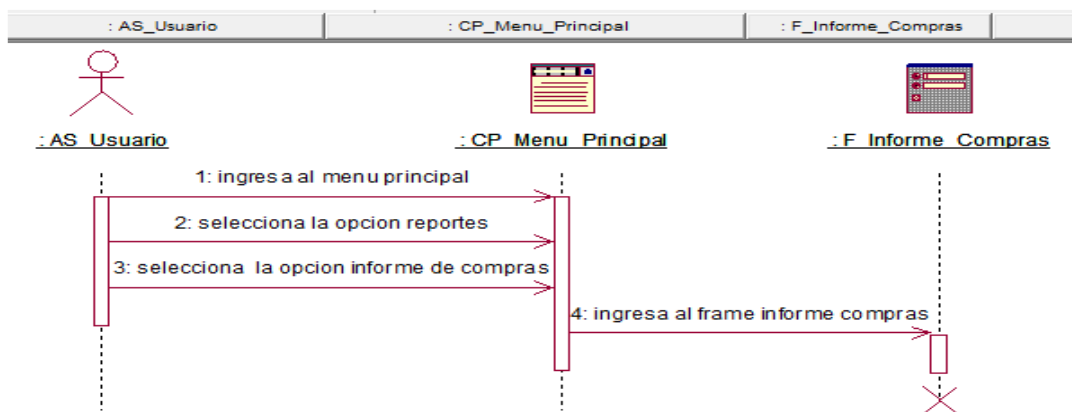 : AS_Usuario : CP_Menu_Principal : F_Informe_Compras
: AS_Usuario : CP_Menu_Principal : F_Informe_Compras
1: ingresa al menu principal
2: selecciona la opcion reportes
3: selecciona la opcion informe de compras
4: ingresa al frame informe compras